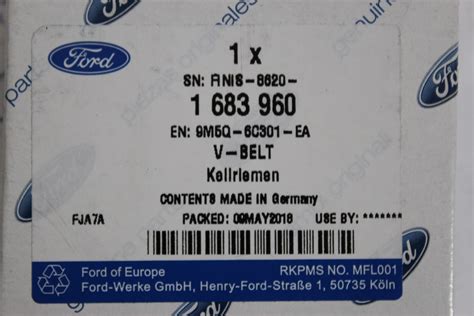 Ford
1 x
SN: FINIS-8620-
1 683 960
EN: 9M5Q-6C301-EA
V-BELT
Keilriemen
CONTENTS MADE IN Germany
FJA7A
PACKED: 09MAY2016
USE BY: *******
Ford of Europe
RKPMS NO. MFL001
Ford-Werke GmbH, Henry-Ford-Straße 1, 50735 Köln
Ford